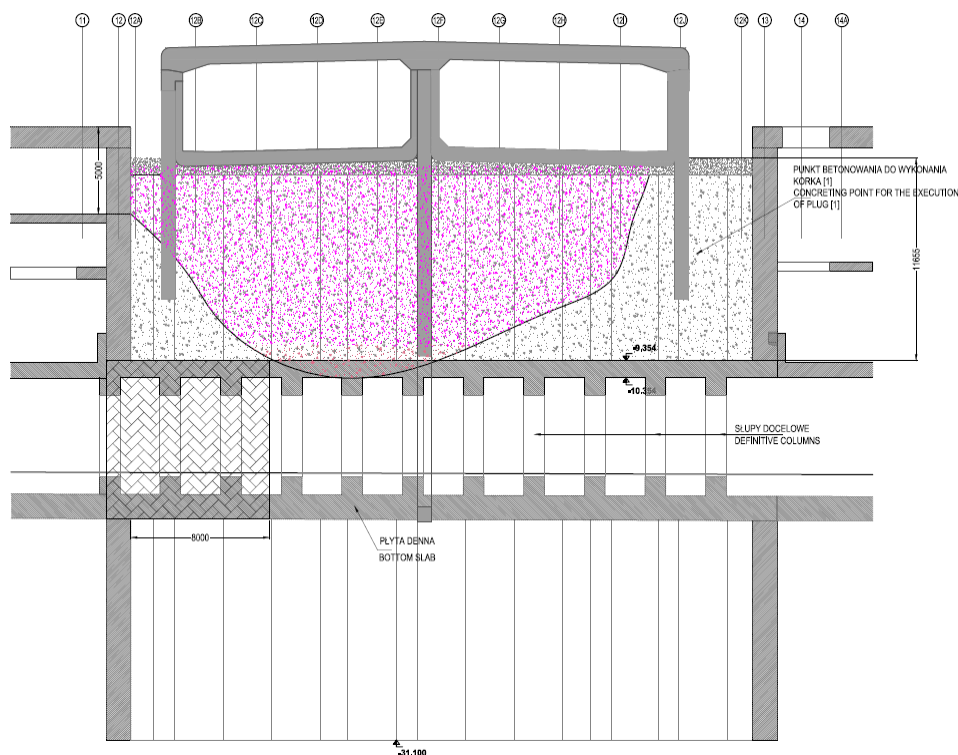 11 12 12A 12B 12C 12D 12E 12F 12G 12H 12I 12J 12K 13 14 14A
5000
PUNKT BETONOWANIA DO WYKONANIA
KORKA [1]
CONCRETING POINT FOR THE EXECUTION
OF PLUG [1]
11655
-9,354
-10.354
SŁUPY DOCELOWE
DEFINITIVE COLUMNS
8000
PŁYTA DENNA
BOTTOM SLAB
-31,100